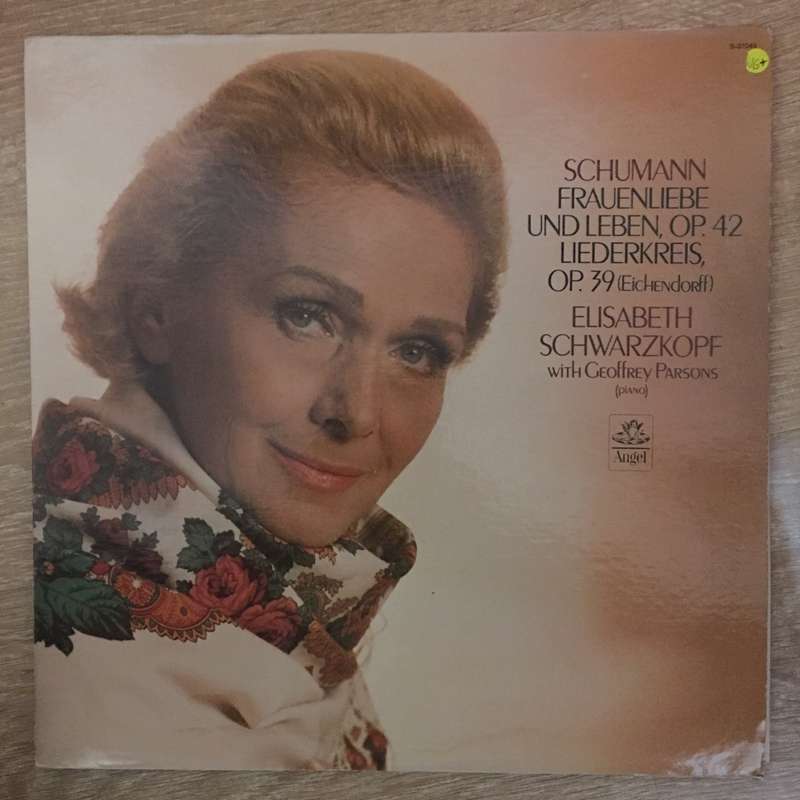 SCHUMANN
FRAUENLIEBE
UND LEBEN, OP. 42
LIEDERKREIS,
OP. 39 (Eichendorff)
ELISABETH
SCHWARZKOPF
with Geoffrey Parsons
(piano)
Angel